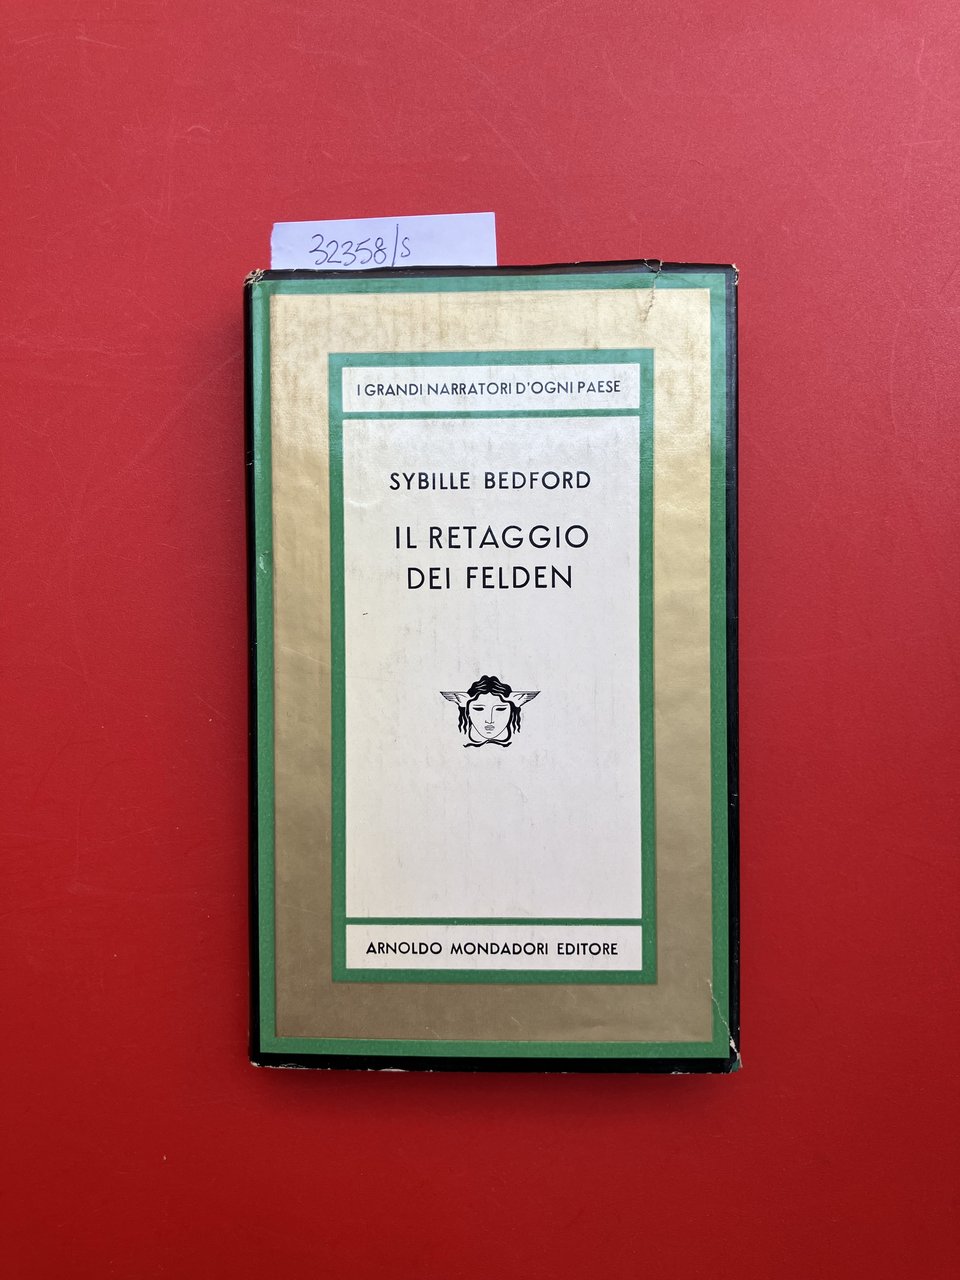 32358/s
I GRANDI NARRATORI D'OGNI PAESE
SYBILLE BEDFORD
IL RETAGGIO
DEI FELDEN
ARNOLDO MONDADORI EDITORE